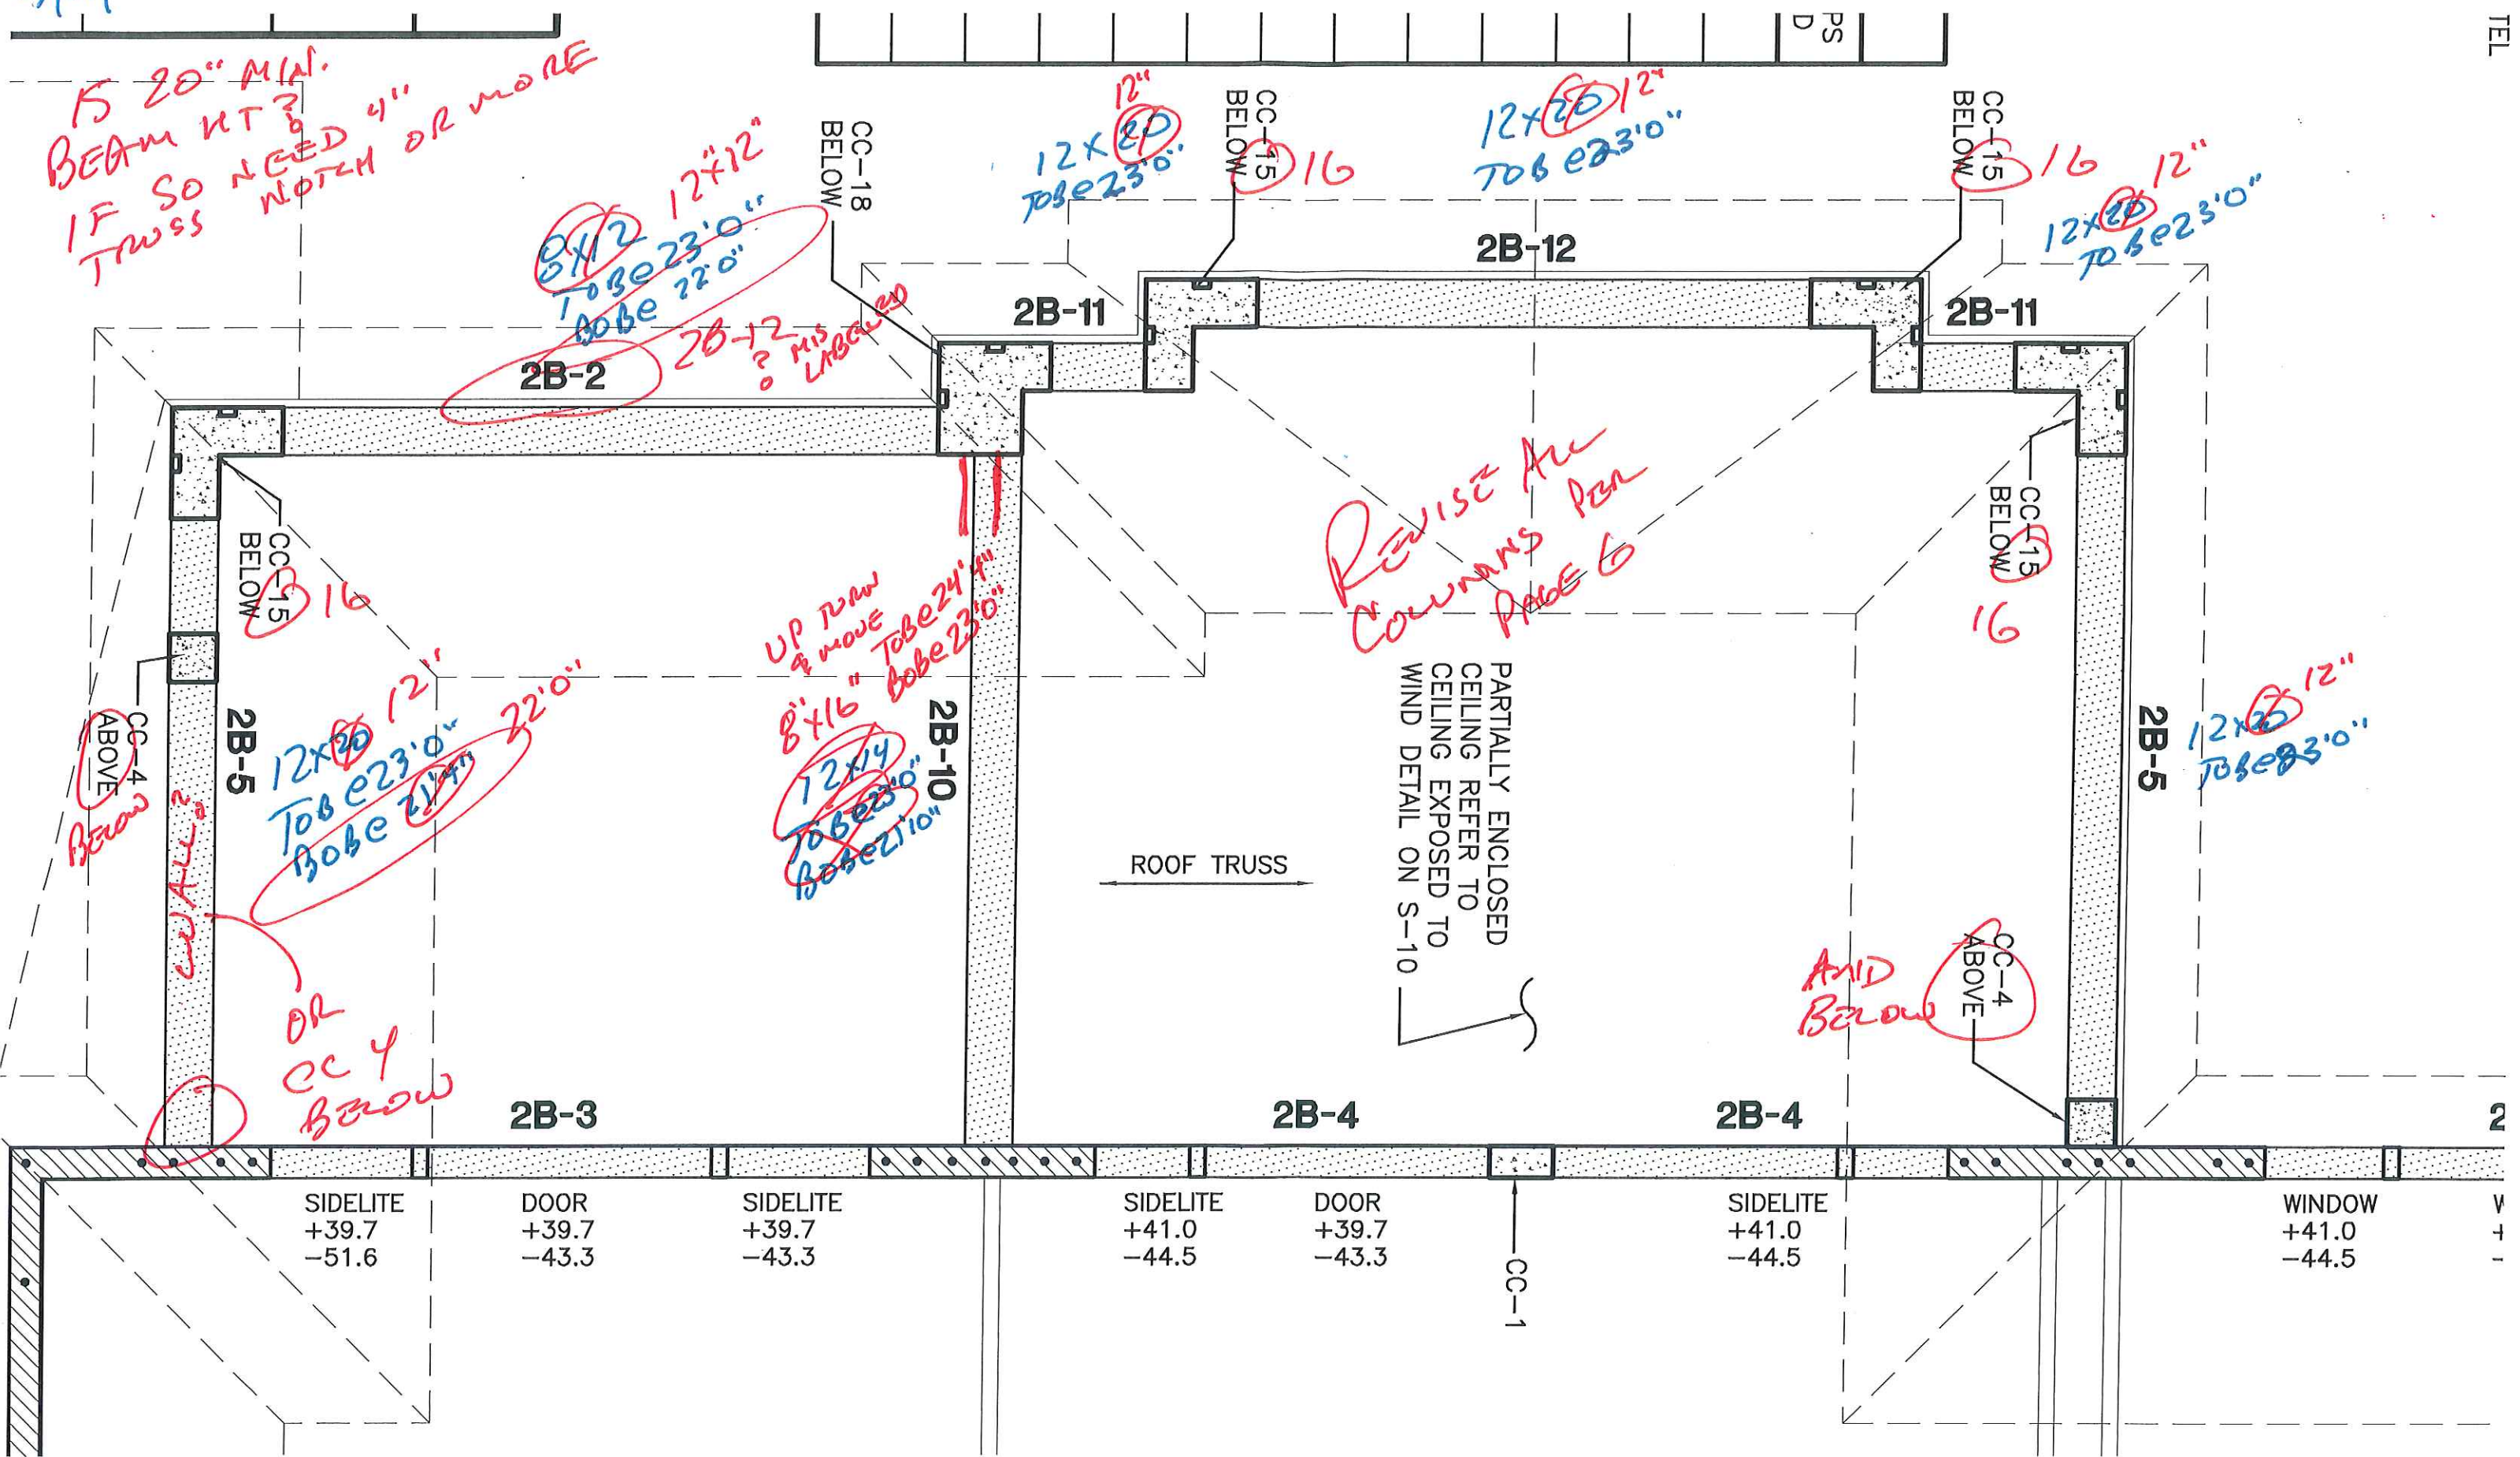 PS
D
TEL
IS 20" MIN.
BEAM HT?
IF SO NEED 4"
TRUSS NOTCH OR MORE
8x12
12"x12"
TOB@23'0"
BOB@ 22'0"
2B-2
2B-12
? MIS
LABELED
CC-18
BELOW
12"
12x20
TOB@23'0"
CC-15
BELOW
16
12x20
12"
TOB@23'0"
CC-15
BELOW
16
12"
12x20
TOB@23'0"
2B-11
2B-12
2B-11
CC-15
BELOW
16
REVISE ALL
COLUMNS PER
PAGE 6
CC-15
BELOW
16
UP TURN
& MOVE
TOB@24'4"
BOB@23'0"
8"x16"
12x14
TOB@23'0"
BOB@21'10"
2B-10
PARTIALLY ENCLOSED
CEILING REFER TO
CEILING EXPOSED TO
WIND DETAIL ON S-10
2B-5
12"
12x20
TOB@23'0"
CC-4
ABOVE
BELOW
2B-5
12"
12x20
TOB@23'0"
BOB@ 21'4"
22'0"
WALL?
OR
CC 4
BELOW
ROOF TRUSS
AND
BELOW
CC-4
ABOVE
2B-3
2B-4
2B-4
2
SIDELITE
+39.7
-51.6
DOOR
+39.7
-43.3
SIDELITE
+39.7
-43.3
SIDELITE
+41.0
-44.5
DOOR
+39.7
-43.3
CC-1
SIDELITE
+41.0
-44.5
WINDOW
+41.0
-44.5